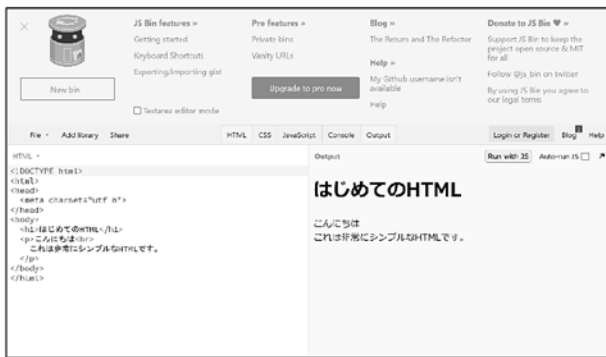 JS Bin features »
Getting started
Keyboard Shortcuts
Exporting/importing gist
Pro features »
Private bins
Vanity URLs
Upgrade to pro now
Blog »
The Return and The Refactor
Help »
My Github username isn't
available
Help
Donate to JS Bin ♥ »
Support JS Bin to keep the
project open source & MIT
for all
Follow @js_bin on twitter
By using JS Bin you agree to
our legal terms
New bin
Textarea editor mode
File Add library Share HTML CSS JavaScript Console Output Login or Register Blog 1 Help
HTML
<!DOCTYPE html>
<html>
<head>
<meta charset="utf-8">
</head>
<body>
<h1>はじめてのHTML</h1>
<p>こんにちは<br>
これは非常にシンプルなHTMLです。
</p>
</body>
</html>
Output Run with JS Auto-run JS
はじめてのHTML
こんにちは
これは非常にシンプルなHTMLです。